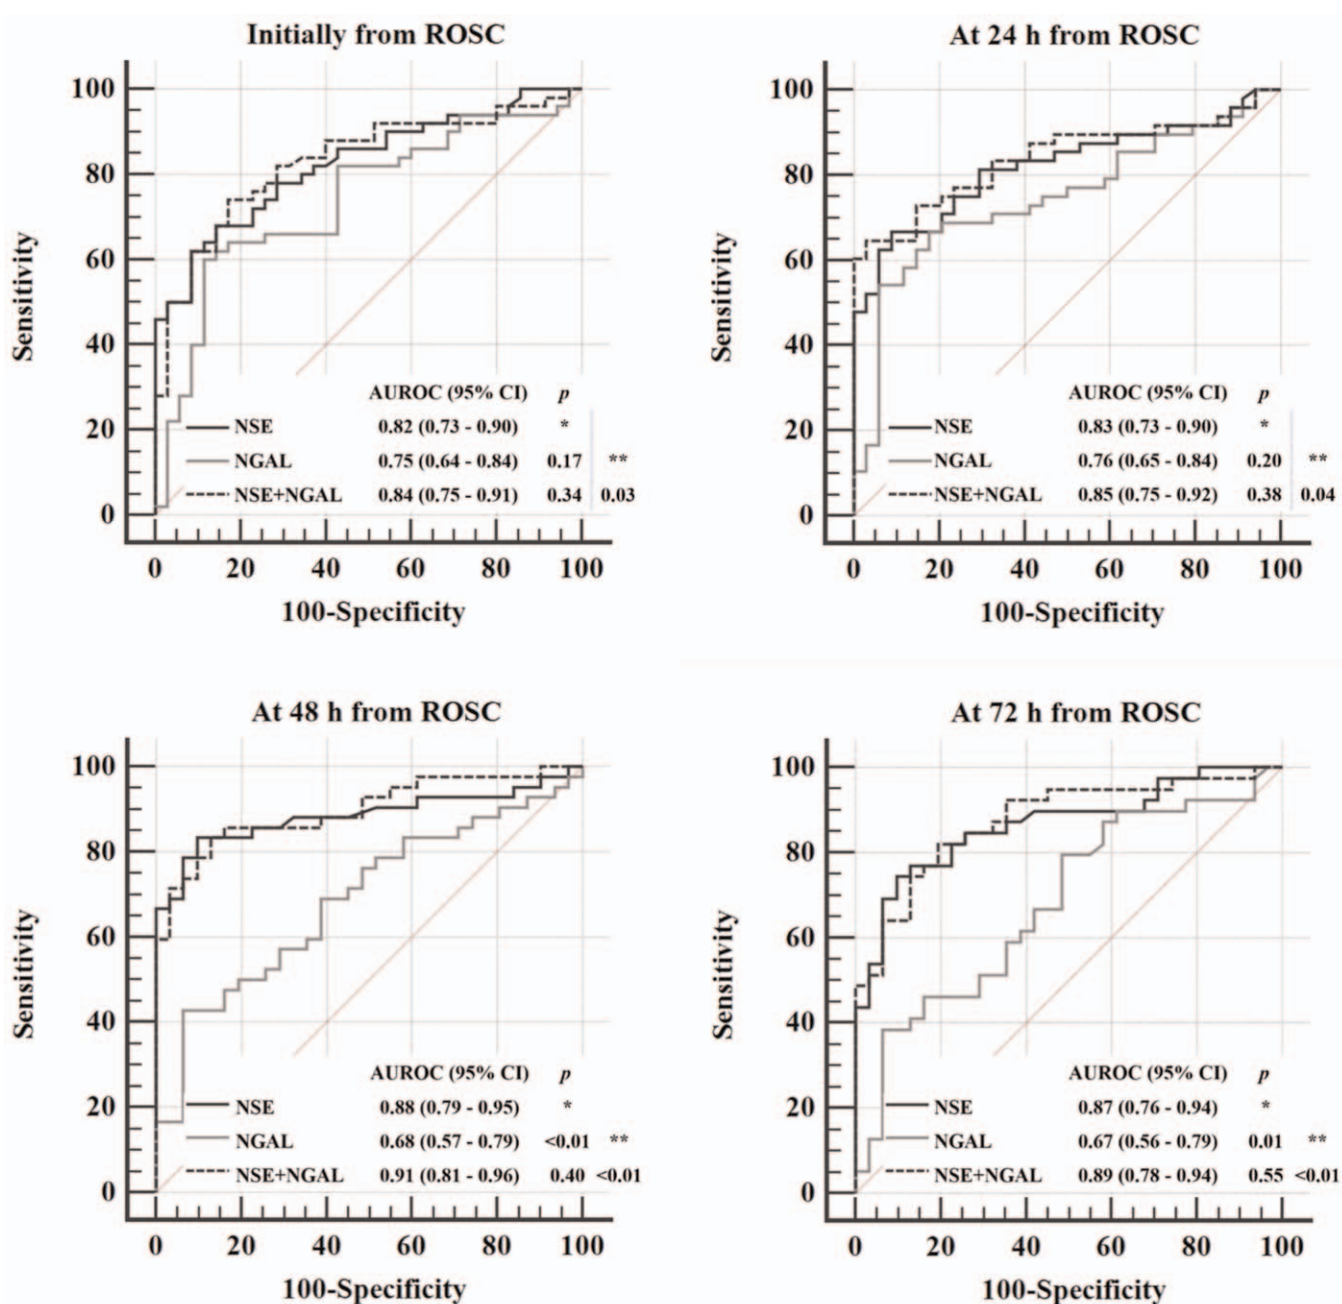 Initially from ROSC
100
80
60
40
20
0
Sensitivity
AUROC (95% CI) p
NSE 0.82 (0.73 - 0.90) *
NGAL 0.75 (0.64 - 0.84) 0.17 **
NSE+NGAL 0.84 (0.75 - 0.91) 0.34 0.03
0 20 40 60 80 100
100-Specificity
At 24 h from ROSC
100
80
60
40
20
0
Sensitivity
AUROC (95% CI) p
NSE 0.83 (0.73 - 0.90) *
NGAL 0.76 (0.65 - 0.84) 0.20 **
NSE+NGAL 0.85 (0.75 - 0.92) 0.38 0.04
0 20 40 60 80 100
100-Specificity
At 48 h from ROSC
100
80
60
40
20
0
Sensitivity
AUROC (95% CI) p
NSE 0.88 (0.79 - 0.95) *
NGAL 0.68 (0.57 - 0.79) <0.01 **
NSE+NGAL 0.91 (0.81 - 0.96) 0.40 <0.01
0 20 40 60 80 100
100-Specificity
At 72 h from ROSC
100
80
60
40
20
0
Sensitivity
AUROC (95% CI) p
NSE 0.87 (0.76 - 0.94) *
NGAL 0.67 (0.56 - 0.79) 0.01 **
NSE+NGAL 0.89 (0.78 - 0.94) 0.55 <0.01
0 20 40 60 80 100
100-Specificity